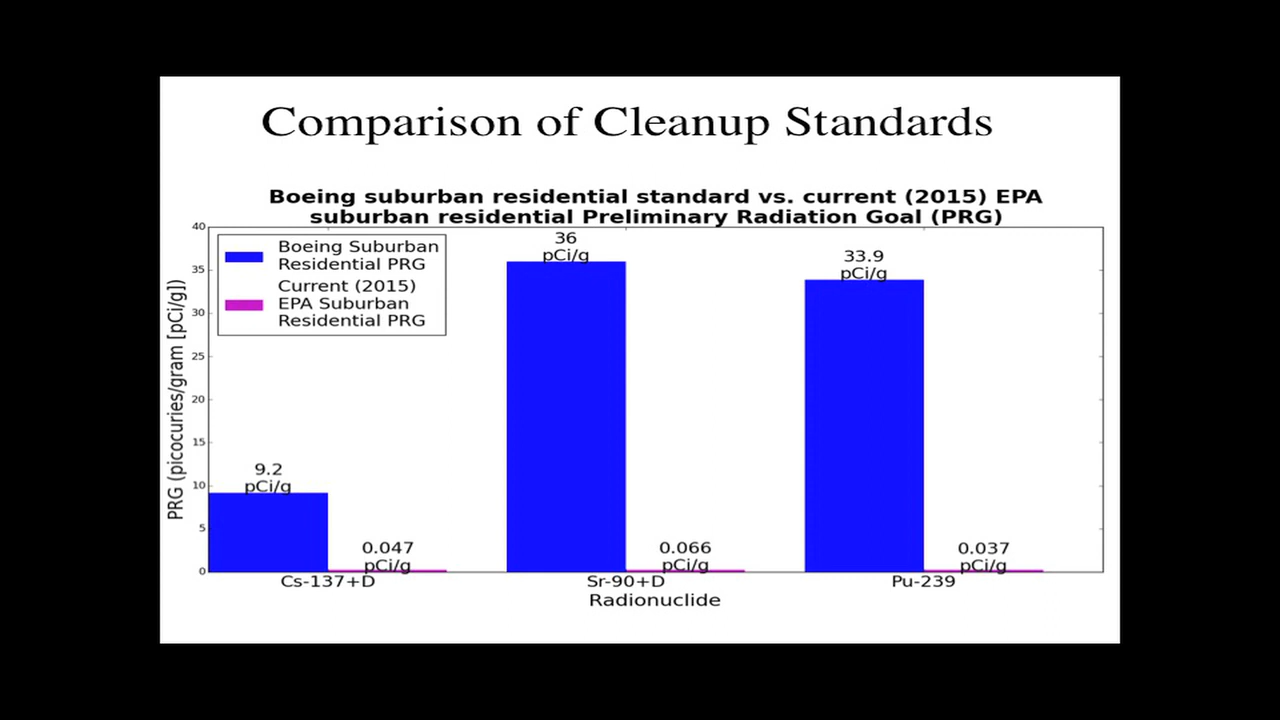 Comparison of Cleanup Standards
Boeing suburban residential standard vs. current (2015) EPA
suburban residential Preliminary Radiation Goal (PRG)
PRG (picocuries/gram [pCi/g])
40
35
30
25
20
15
10
5
0
Boeing Suburban
Residential PRG
Current (2015)
EPA Suburban
Residential PRG
9.2
pCi/g
0.047
pCi/g
36
pCi/g
0.066
pCi/g
33.9
pCi/g
0.037
pCi/g
Cs-137+D
Sr-90+D
Pu-239
Radionuclide